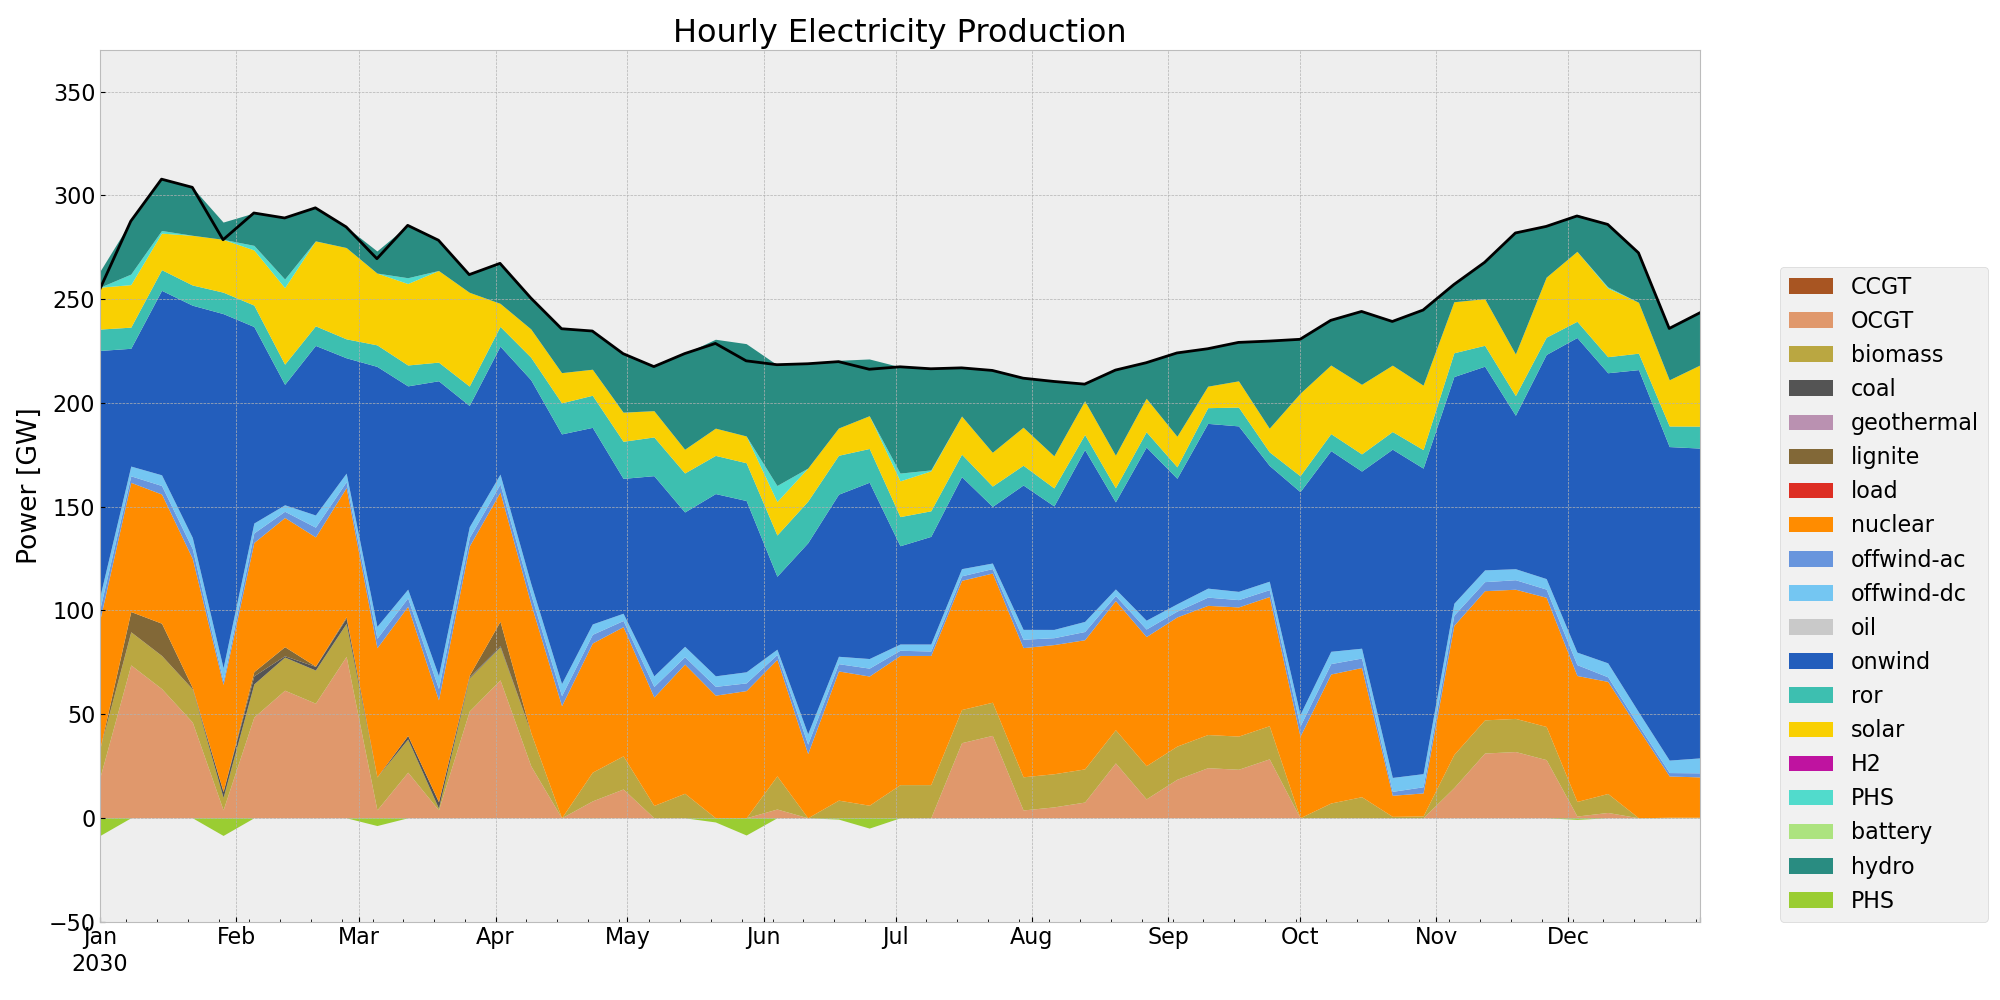 Hourly Electricity Production
Power [GW]
350
300
250
200
150
100
50
0
−50
Jan Feb Mar Apr May Jun Jul Aug Sep Oct Nov Dec
2030
CCGT
OCGT
biomass
coal
geothermal
lignite
load
nuclear
offwind-ac
offwind-dc
oil
onwind
ror
solar
H2
PHS
battery
hydro
PHS